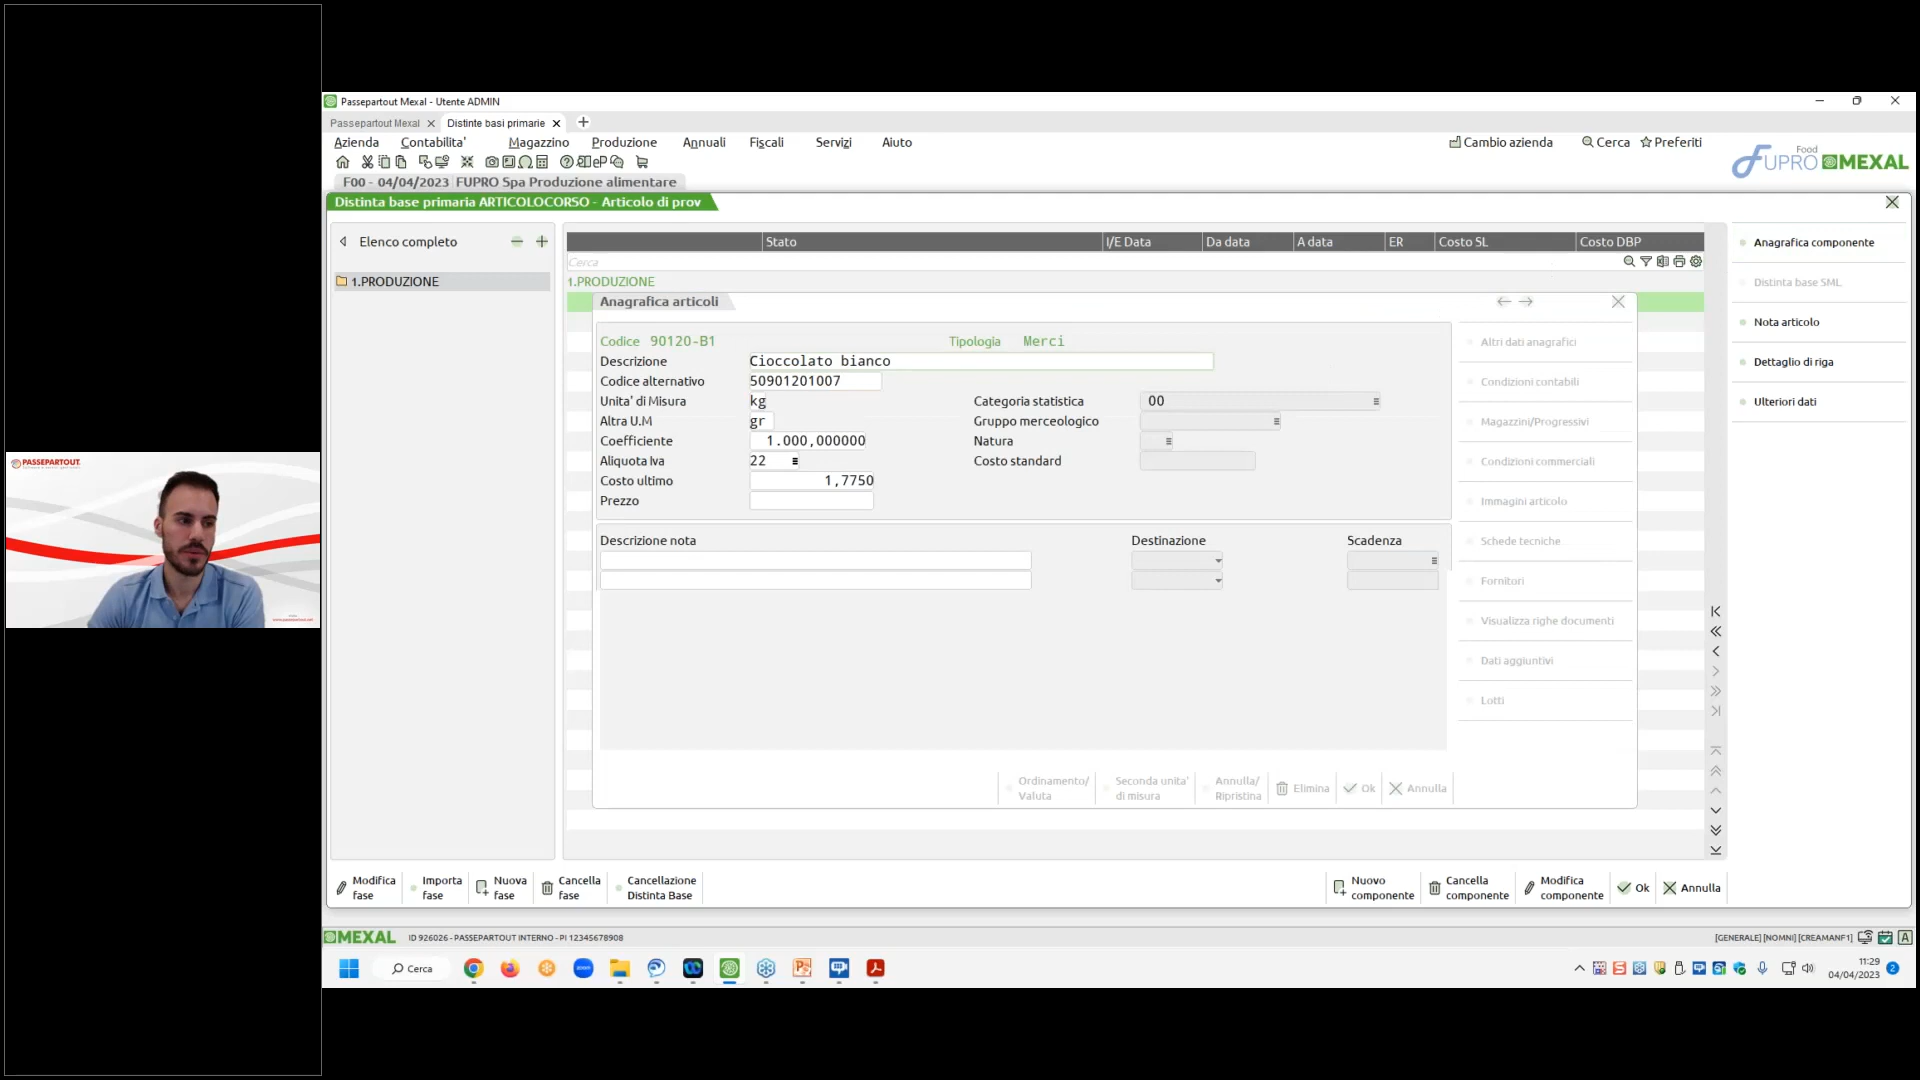 PASSEPARTOUT
Passepartout Mexal - Utente ADMIN
Passepartout Mexal
Distinte basi primarie
Azienda Contabilita' Magazzino Produzione Annuali Fiscali Servizi Aiuto
Cambio azienda Cerca Preferiti
Food
FUPRO MEXAL
F00 - 04/04/2023 FUPRO Spa Produzione alimentare
Distinta base primaria ARTICOLOCORSO - Articolo di prov
Elenco completo
1.PRODUZIONE
Stato I/E Data Da data A data ER Costo SL Costo DBP
Cerca
1.PRODUZIONE
Anagrafica articoli
Codice 90120-B1 Tipologia Merci
Descrizione Cioccolato bianco
Codice alternativo 50901201007
Unita' di Misura kg Categoria statistica 00
Altra U.M gr Gruppo merceologico
Coefficiente 1.000,000000 Natura
Aliquota Iva 22 Costo standard
Costo ultimo 1,7750
Prezzo
Descrizione nota Destinazione Scadenza
Altri dati anagrafici
Condizioni contabili
Magazzini/Progressivi
Condizioni commerciali
Immagini articolo
Schede tecniche
Fornitori
Visualizza righe documenti
Dati aggiuntivi
Lotti
Ordinamento/ Valuta
Seconda unita' di misura
Annulla/ Ripristina
Elimina
Ok
Annulla
Anagrafica componente
Distinta base SML
Nota articolo
Dettaglio di riga
Ulteriori dati
Modifica fase
Importa fase
Nuova fase
Cancella fase
Cancellazione Distinta Base
Nuovo componente
Cancella componente
Modifica componente
Ok
Annulla
MEXAL ID 926026 - PASSEPARTOUT INTERNO - PI 12345678908
[GENERALE] [NOMNI] [CREAMANF1]
A
Cerca
zoom
11:29
04/04/2023
2